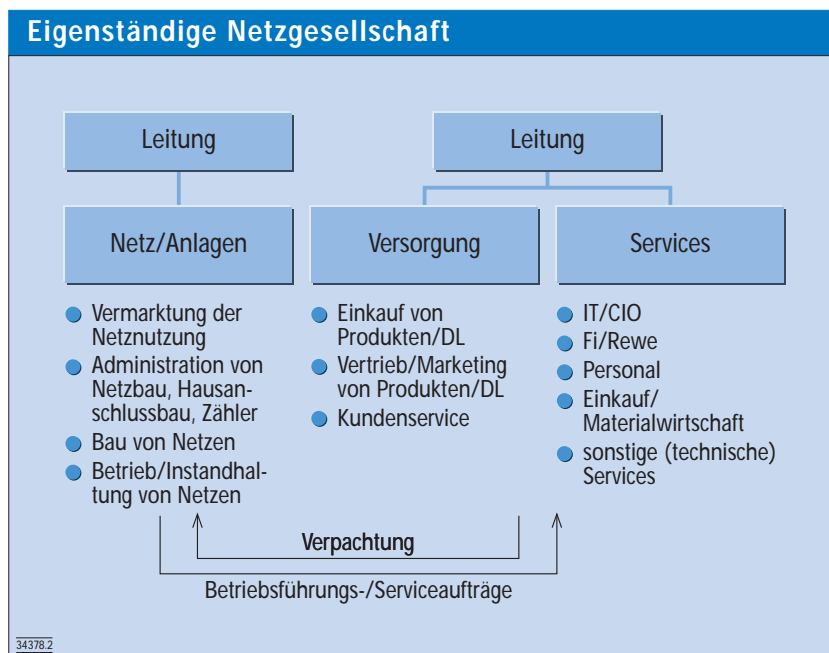 Eigenständige Netzgesellschaft
Leitung
Leitung
Netz/Anlagen
Versorgung
Services
Vermarktung der
Netznutzung
Administration von
Netzbau, Hausan-
schlussbau, Zähler
Bau von Netzen
Betrieb/Instandhal-
tung von Netzen
Einkauf von
Produkten/DL
Vertrieb/Marketing
von Produkten/DL
Kundenservice
IT/CIO
Fi/Rewe
Personal
Einkauf/
Materialwirtschaft
sonstige (technische)
Services
Verpachtung
Betriebsführungs-/Serviceaufträge
34378.2